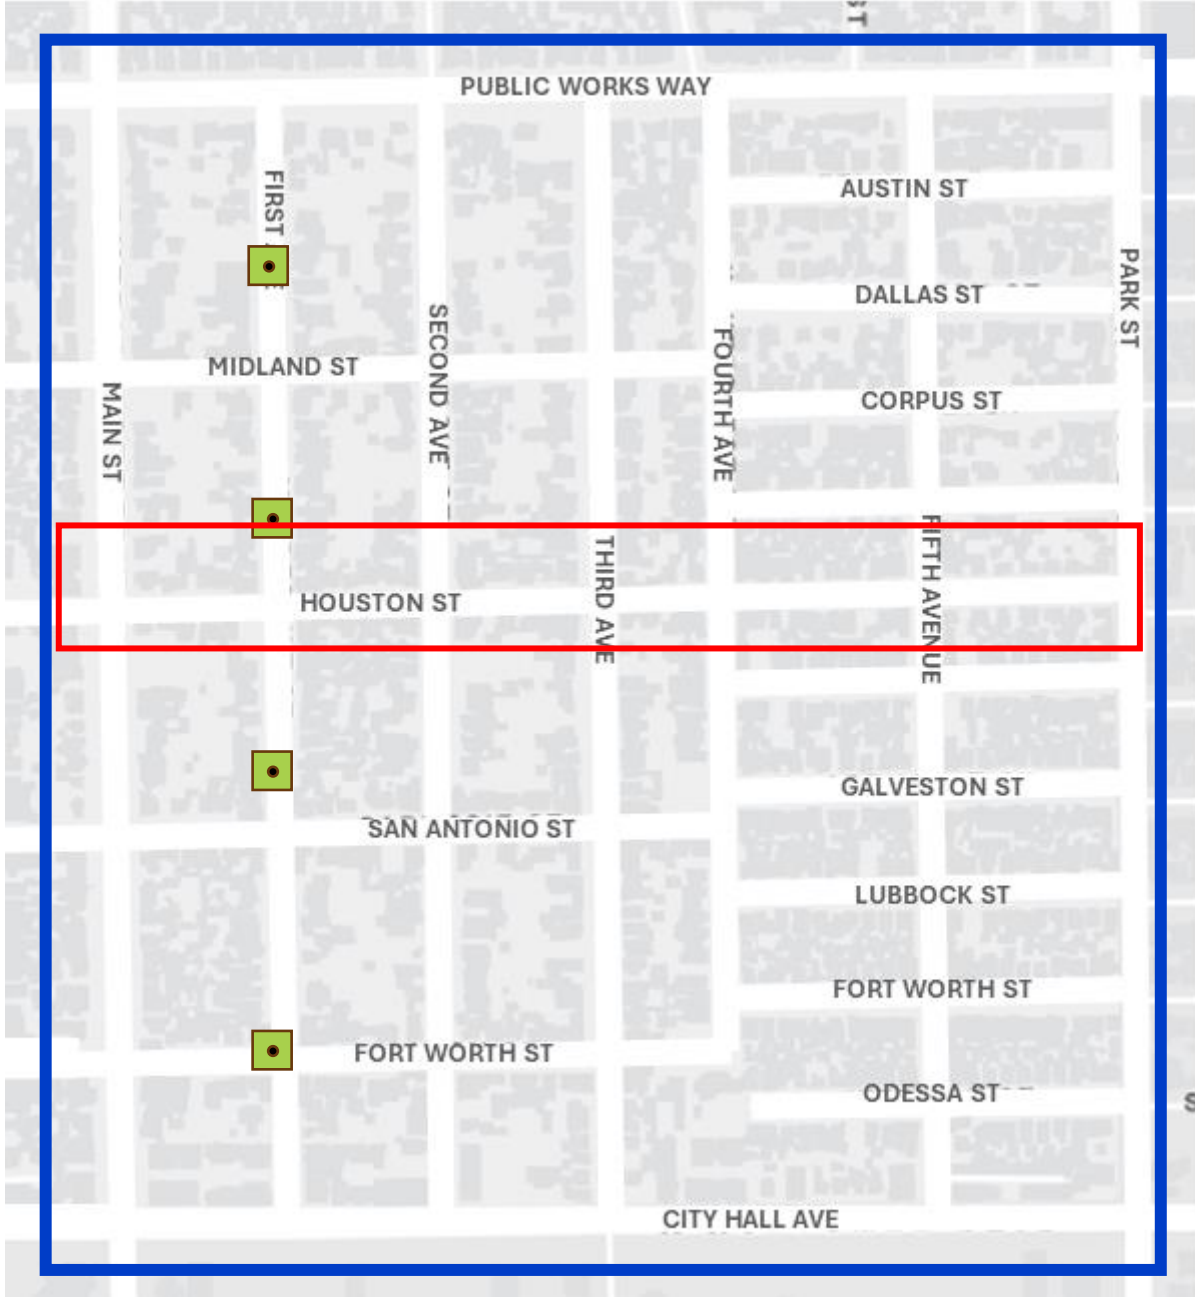 ST
PUBLIC WORKS WAY
FIRST
AUSTIN ST
PARK ST
DALLAS ST
SECOND AVE
MIDLAND ST
FOURTH AVE
MAIN ST
CORPUS ST
FIFTH AVENUE
THIRD AVE
HOUSTON ST
GALVESTON ST
SAN ANTONIO ST
LUBBOCK ST
FORT WORTH ST
FORT WORTH ST
ODESSA ST
S
CITY HALL AVE